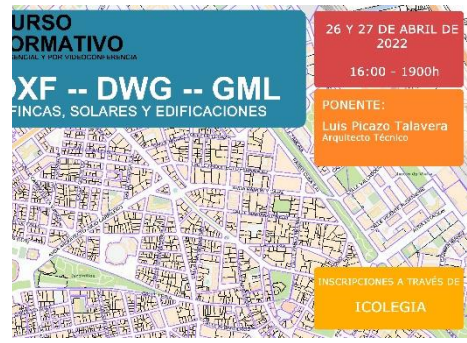 URSO
ORMATIVO
ENCIAL Y POR VIDEOCONFERENCIA
XF -- DWG -- GML
FINCAS, SOLARES Y EDIFICACIONES
26 Y 27 DE ABRIL DE
2022
16:00 - 1900h
PONENTE:
Luis Picazo Talavera
Arquitecto Técnico
INSCRIPCIONES A TRAVÉS DE
ICOLEGIA